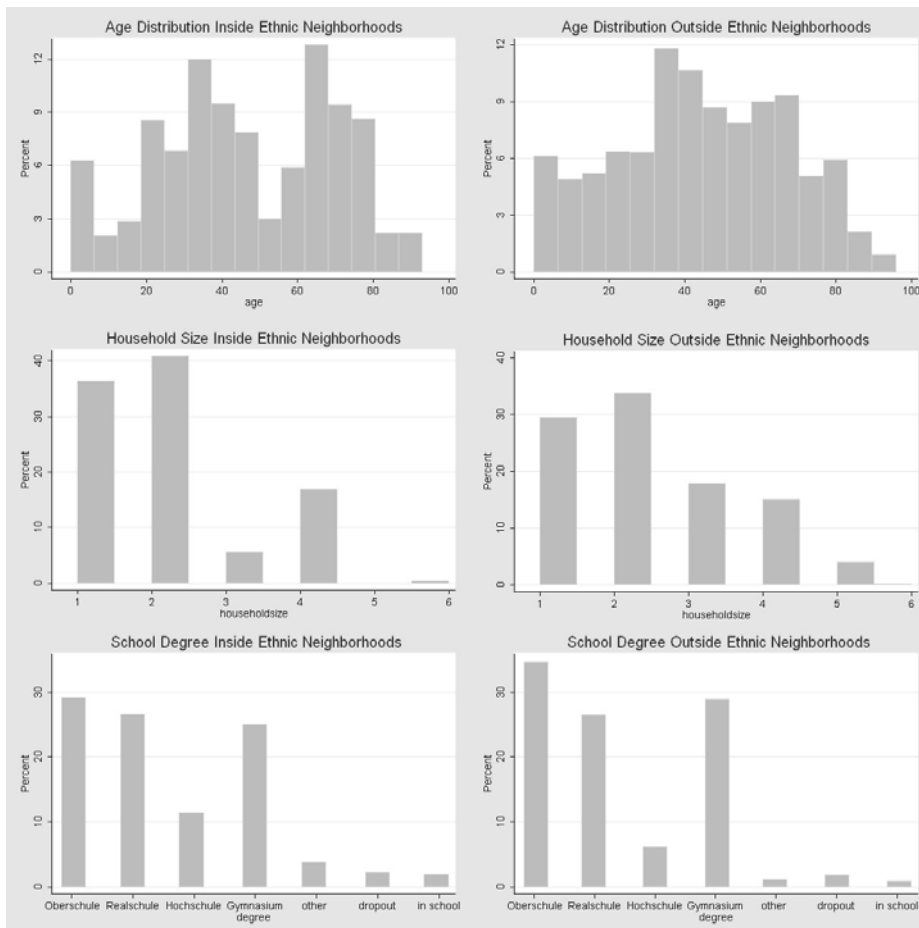 Age Distribution Inside Ethnic Neighborhoods
Percent
12
9
6
3
0
0 20 40 60 80 100
age
Age Distribution Outside Ethnic Neighborhoods
Percent
12
9
6
3
0
0 20 40 60 80 100
age
Household Size Inside Ethnic Neighborhoods
Percent
40
30
20
10
0
1 2 3 4 5 6
householdsize
Household Size Outside Ethnic Neighborhoods
Percent
40
30
20
10
0
1 2 3 4 5 6
householdsize
School Degree Inside Ethnic Neighborhoods
Percent
30
20
10
0
Oberschule Realschule Hochschule Gymnasium other dropout in school
degree
School Degree Outside Ethnic Neighborhoods
Percent
30
20
10
0
Oberschule Realschule Hochschule Gymnasium other dropout in school
degree